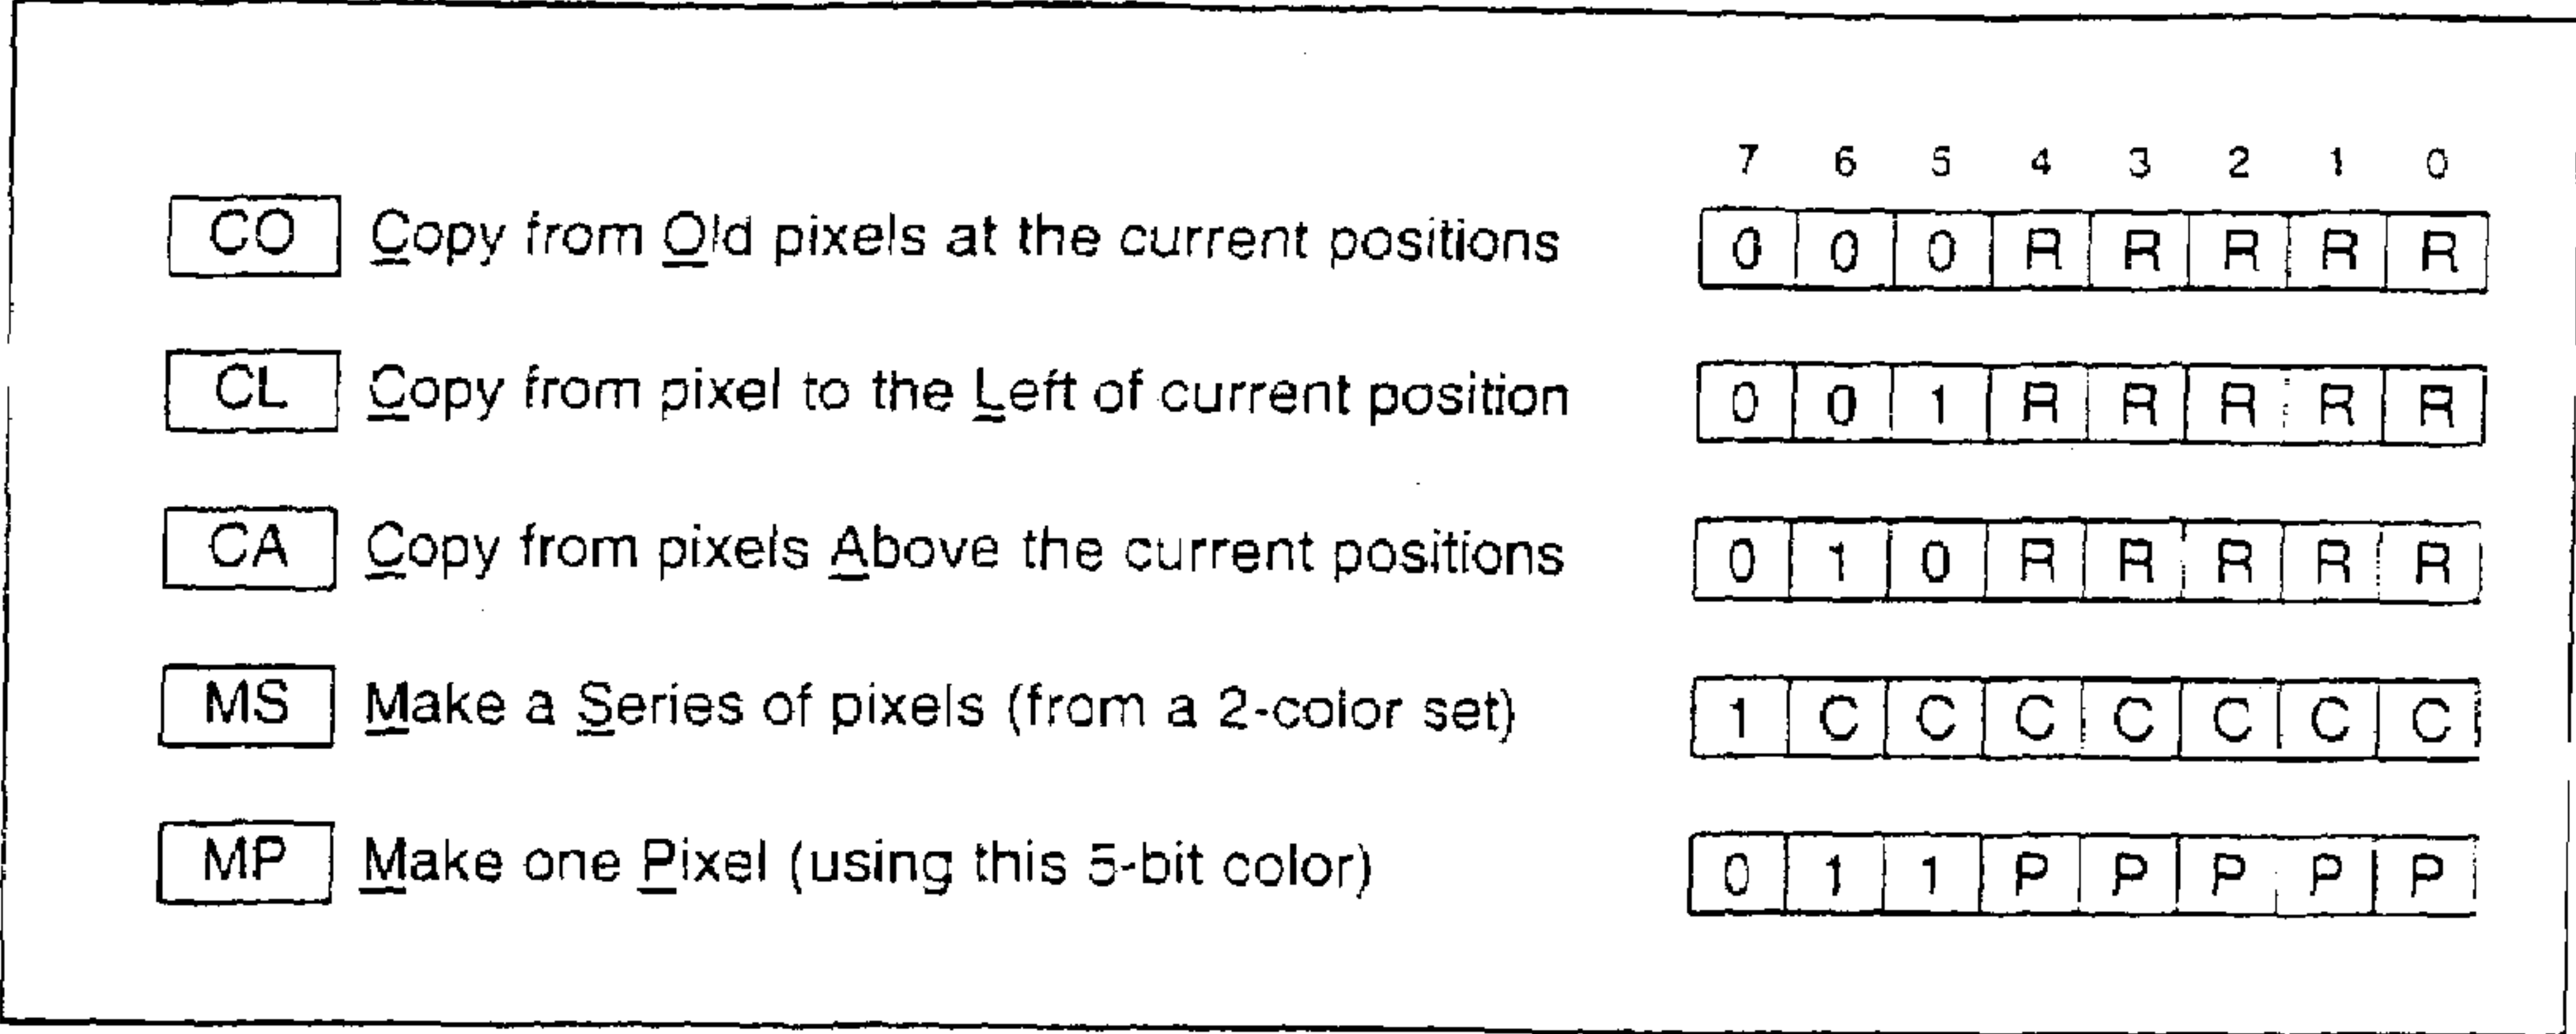 7 6 5 4 3 2 1 0
CO Copy from Old pixels at the current positions 0 0 0 R R R R R
CL Copy from pixel to the Left of current position 0 0 1 R R R R R
CA Copy from pixels Above the current positions 0 1 0 R R R R R
MS Make a Series of pixels (from a 2-color set) 1 C C C C C C C
MP Make one Pixel (using this 5-bit color) 0 1 1 P P P P P